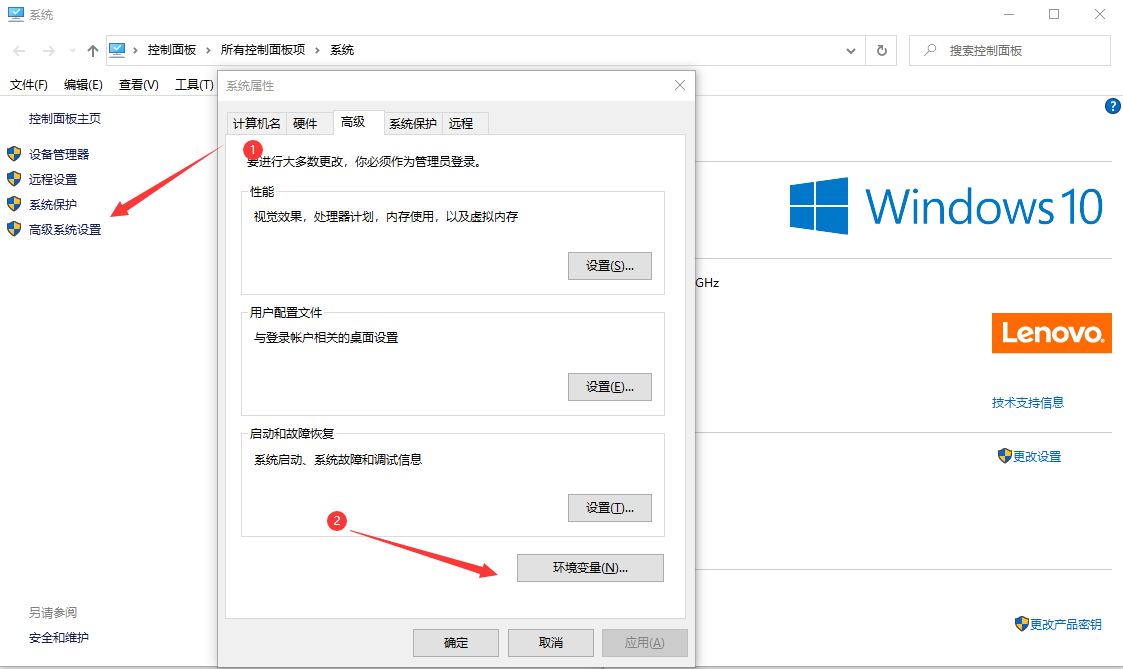 系统
控制面板 › 所有控制面板项 › 系统
搜索控制面板
文件(F) 编辑(E) 查看(V) 工具(T)
控制面板主页
设备管理器
远程设置
系统保护
高级系统设置
另请参阅
安全和维护
系统属性
计算机名 硬件 高级 系统保护 远程
1
要进行大多数更改，你必须作为管理员登录。
性能
视觉效果，处理器计划，内存使用，以及虚拟内存
设置(S)...
用户配置文件
与登录帐户相关的桌面设置
设置(E)...
启动和故障恢复
系统启动、系统故障和调试信息
设置(T)...
2
环境变量(N)...
确定 取消 应用(A)
?
Windows 10
GHz
Lenovo.
技术支持信息
更改设置
更改产品密钥